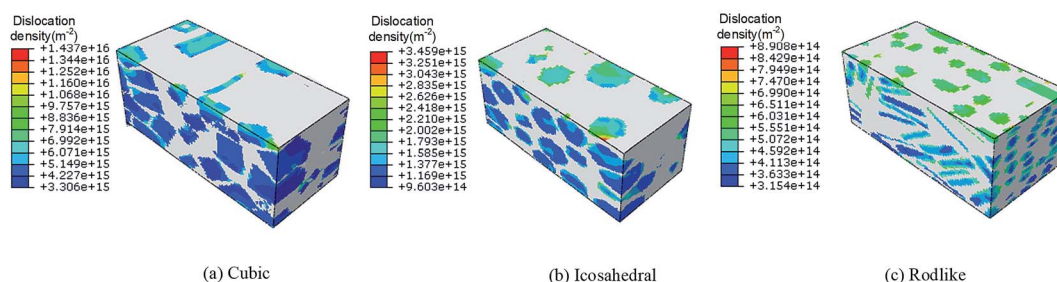 Dislocation
density(m⁻²)
+1.437e+16
+1.344e+16
+1.252e+16
+1.160e+16
+1.068e+16
+9.757e+15
+8.836e+15
+7.914e+15
+6.992e+15
+6.071e+15
+5.149e+15
+4.227e+15
+3.306e+15
(a) Cubic
Dislocation
density(m⁻²)
+3.459e+15
+3.251e+15
+3.043e+15
+2.835e+15
+2.626e+15
+2.418e+15
+2.210e+15
+2.002e+15
+1.793e+15
+1.585e+15
+1.377e+15
+1.169e+15
+9.603e+14
(b) Icosahedral
Dislocation
density(m⁻²)
+8.908e+14
+8.429e+14
+7.949e+14
+7.470e+14
+6.990e+14
+6.511e+14
+6.031e+14
+5.551e+14
+5.072e+14
+4.592e+14
+4.113e+14
+3.633e+14
+3.154e+14
(c) Rodlike